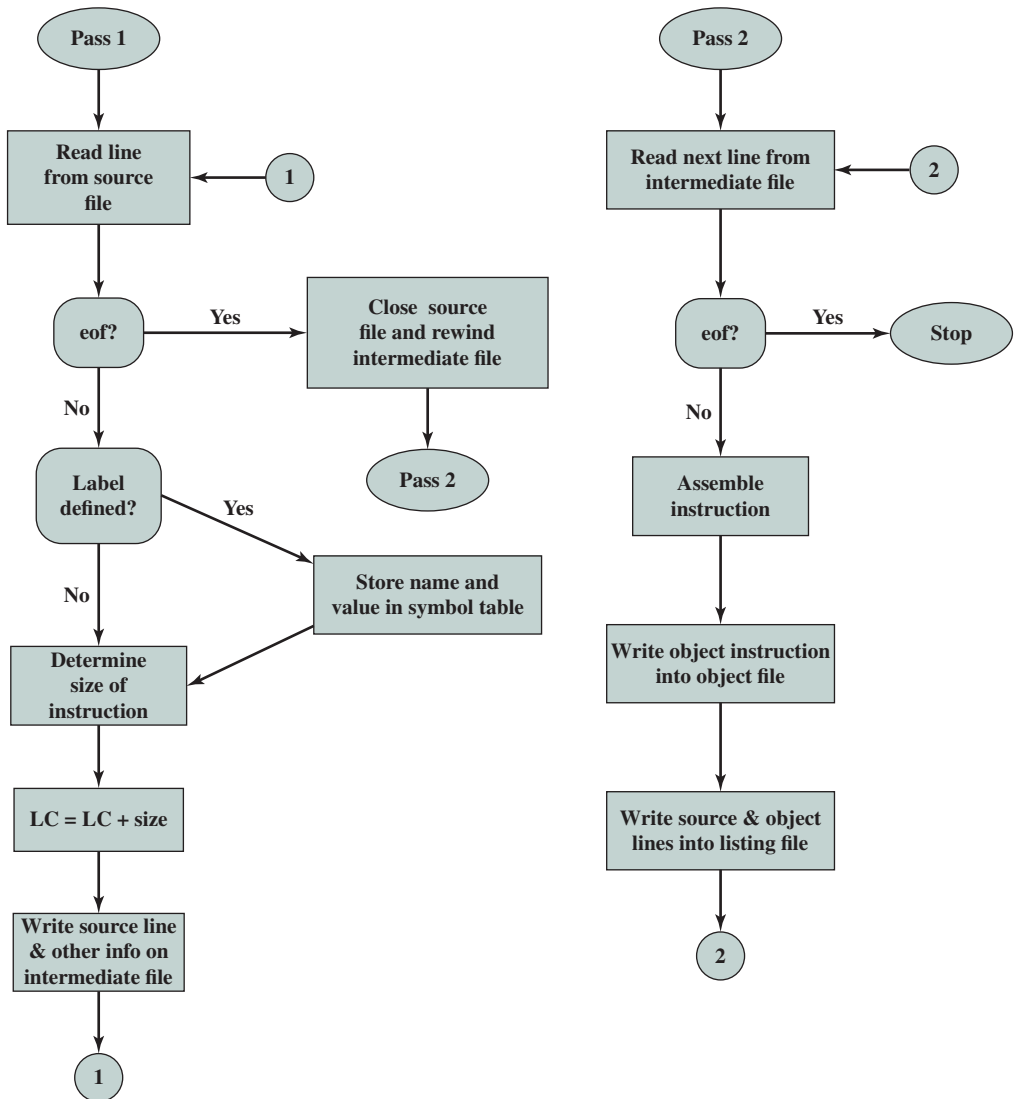 Pass 1
Read line
from source
file
1
eof?
Yes
Close source
file and rewind
intermediate file
No
Pass 2
Label
defined?
Yes
Store name and
value in symbol table
No
Determine
size of
instruction
LC = LC + size
Write source line
& other info on
intermediate file
1
Pass 2
Read next line from
intermediate file
2
eof?
Yes
Stop
No
Assemble
instruction
Write object instruction
into object file
Write source & object
lines into listing file
2